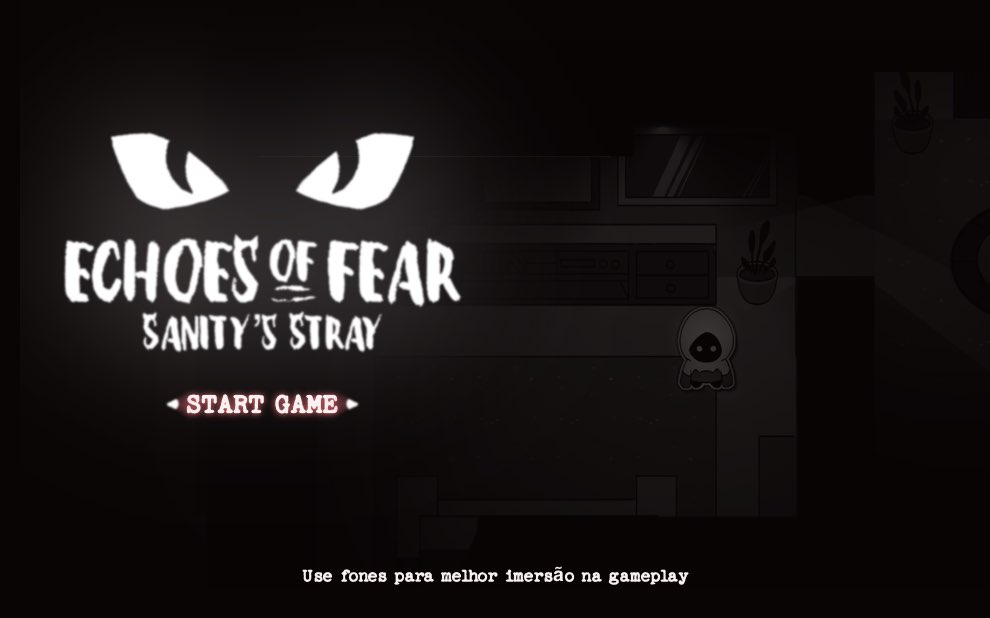 ECHOES OF FEAR
SANITY'S STRAY
START GAME
Use fones para melhor imersão na gameplay